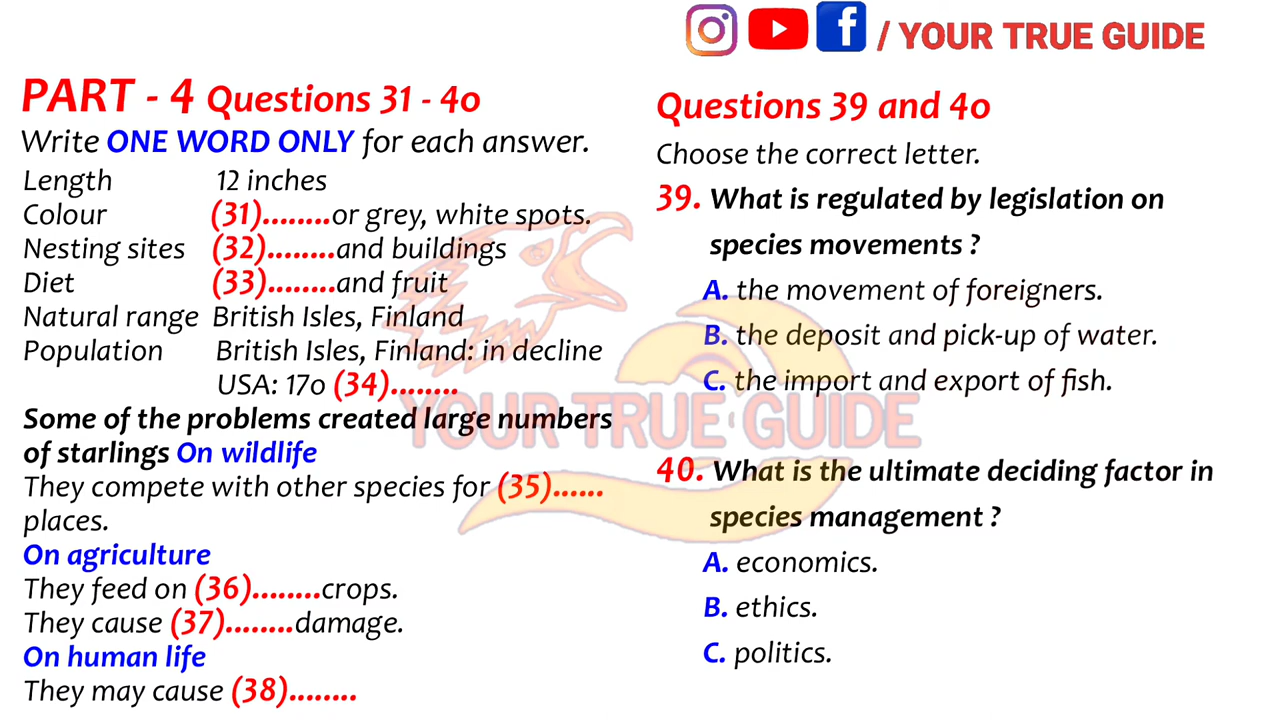 / YOUR TRUE GUIDE
PART - 4 Questions 31 - 40
Write ONE WORD ONLY for each answer.
Length 12 inches
Colour (31)........or grey, white spots.
Nesting sites (32)........and buildings
Diet (33)........and fruit
Natural range British Isles, Finland
Population British Isles, Finland: in decline
USA: 170 (34)........
Some of the problems created large numbers
of starlings On wildlife
They compete with other species for (35)......
places.
On agriculture
They feed on (36)........crops.
They cause (37)........damage.
On human life
They may cause (38)........
Questions 39 and 40
Choose the correct letter.
39. What is regulated by legislation on
species movements ?
A. the movement of foreigners.
B. the deposit and pick-up of water.
C. the import and export of fish.
40. What is the ultimate deciding factor in
species management ?
A. economics.
B. ethics.
C. politics.
YOUR TRUE GUIDE